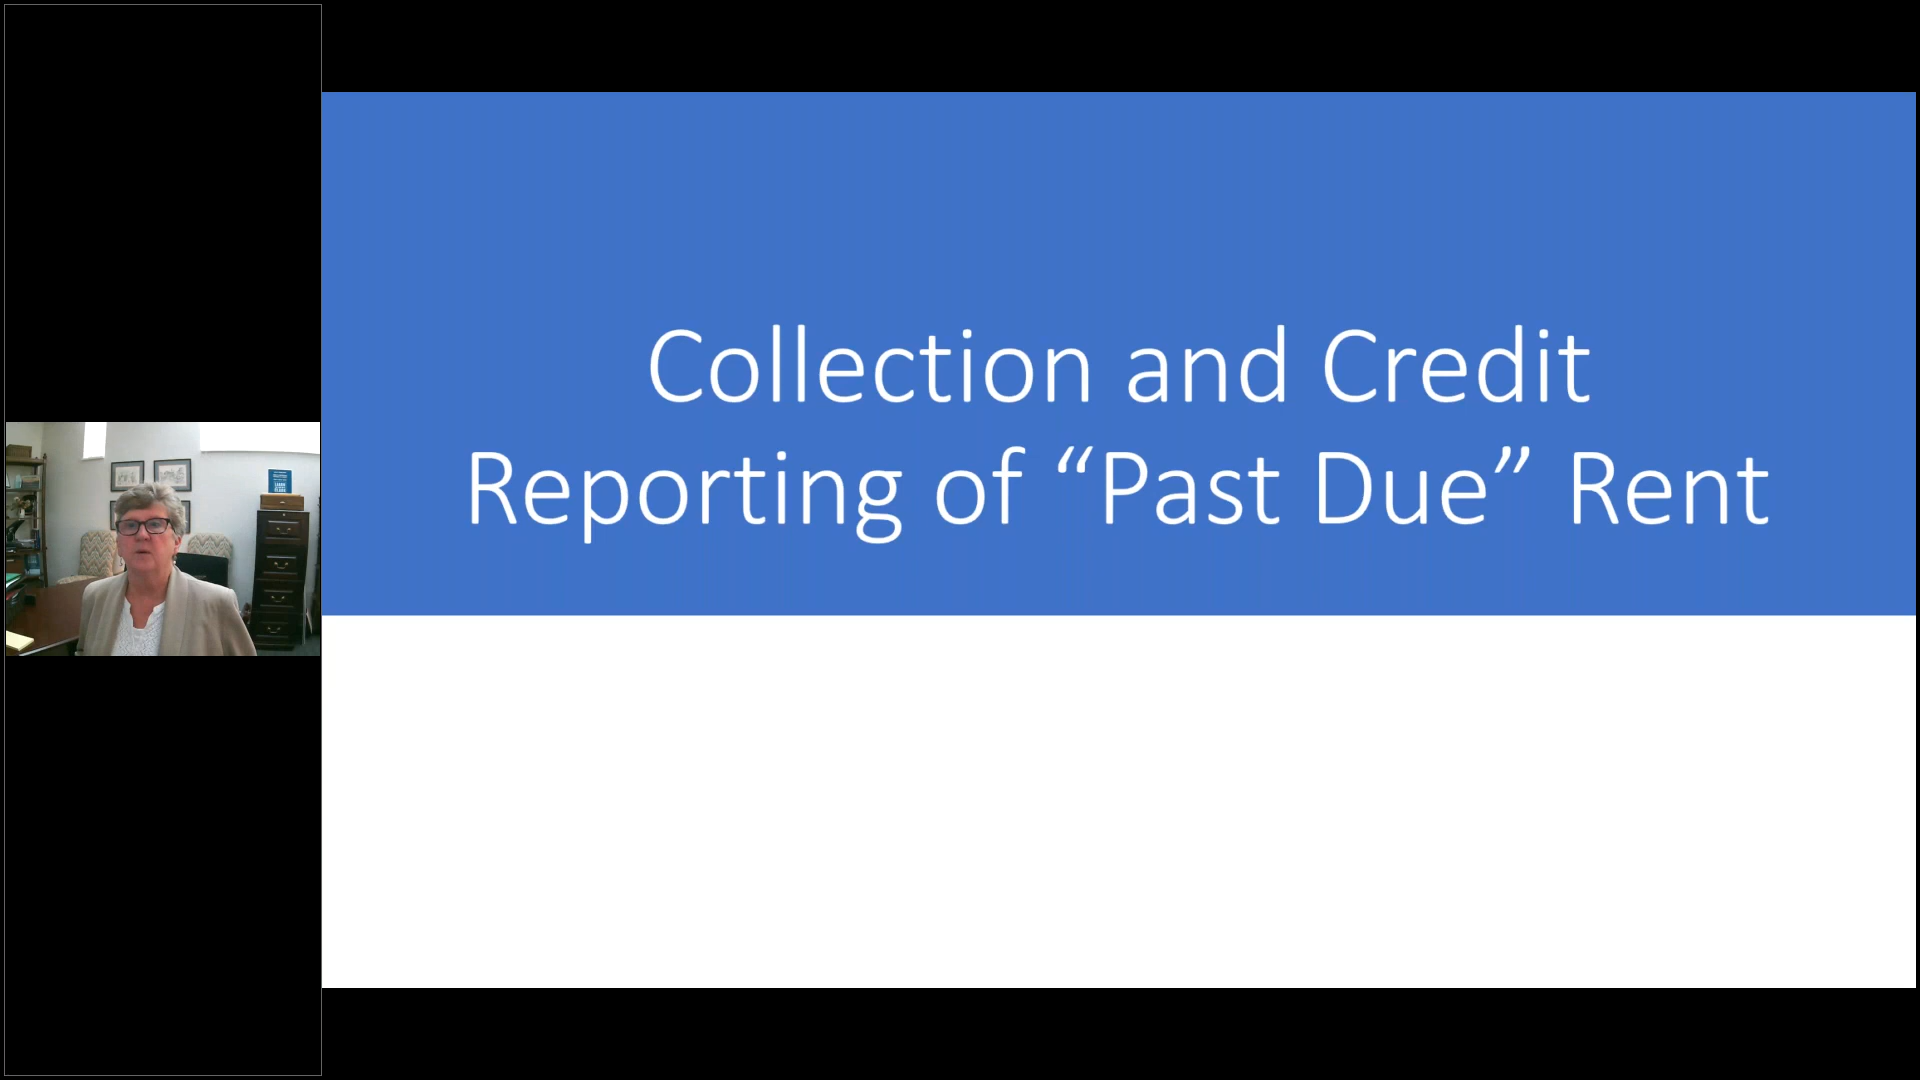 Collection and Credit
Reporting of “Past Due” Rent